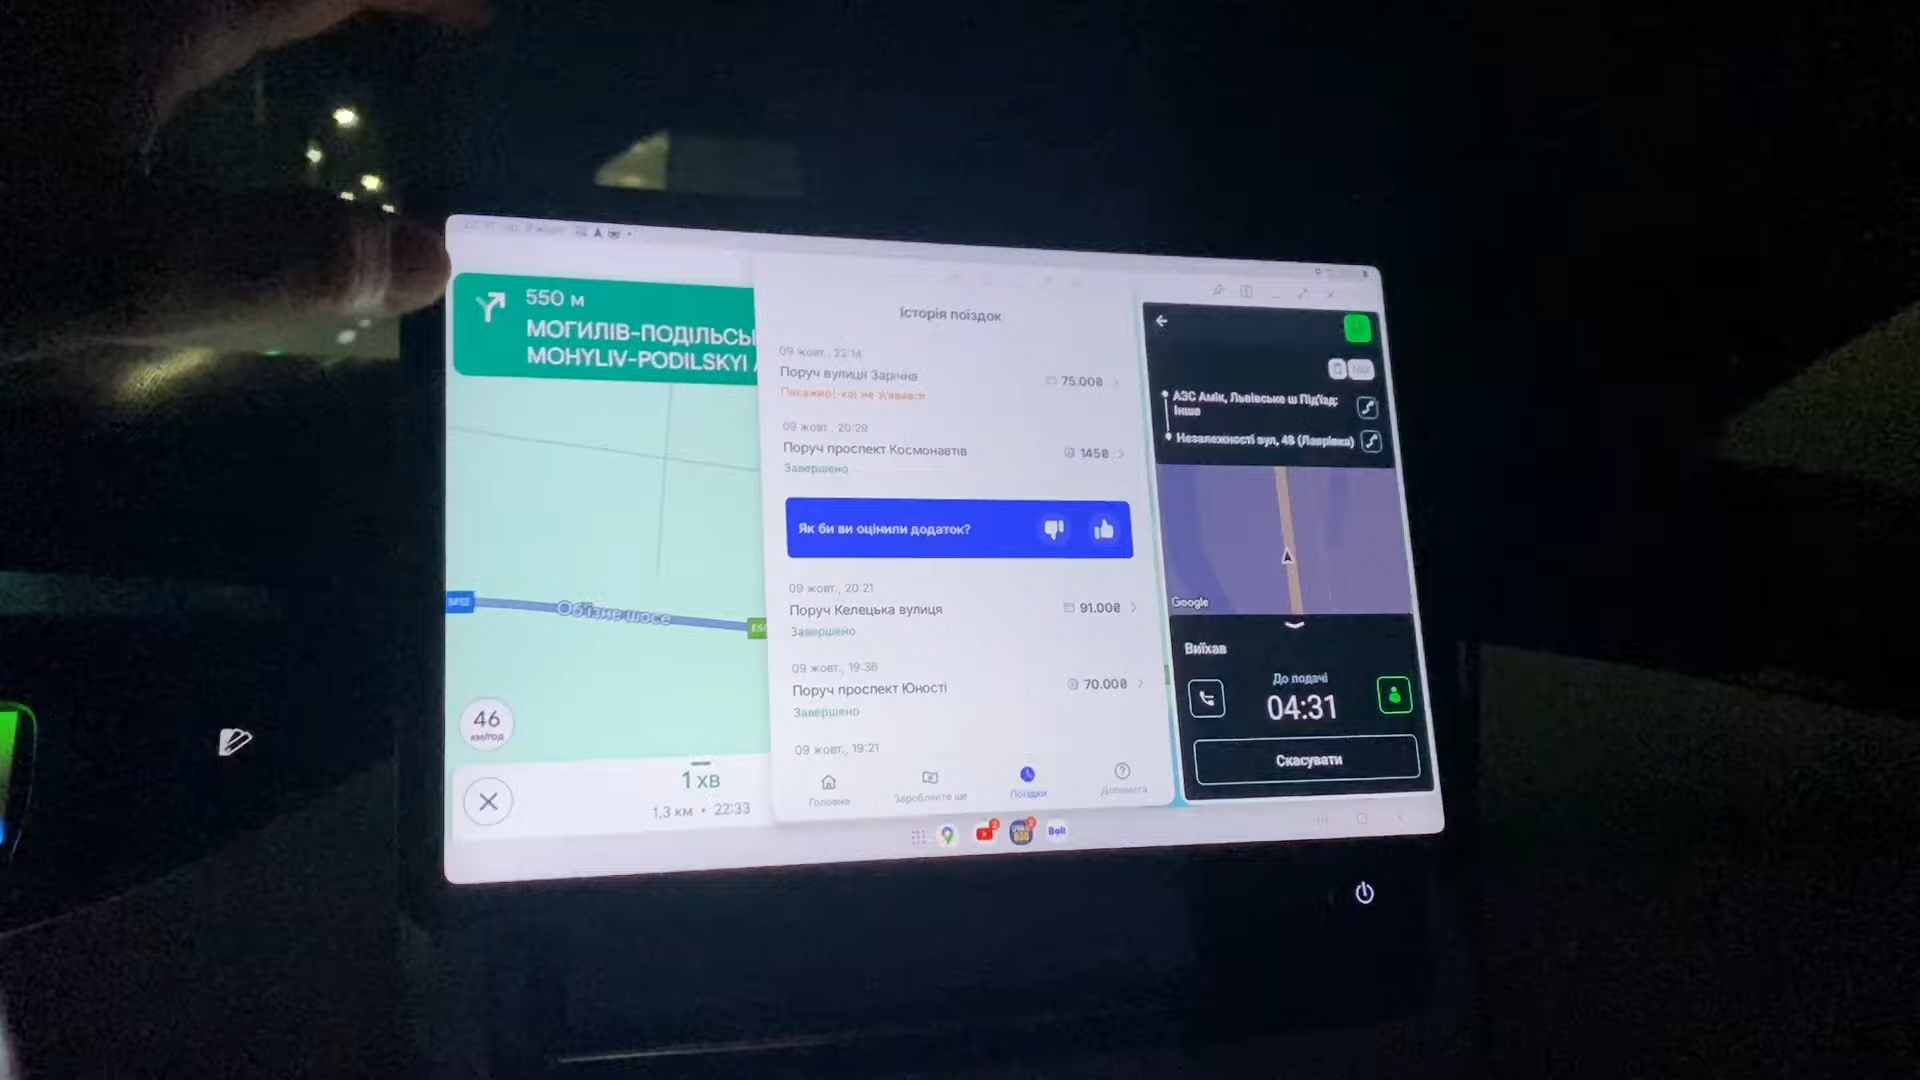 550 м
МОГИЛІВ-ПОДІЛЬСЬ
MOHYLIV-PODILSKYI
М12
Об'їзне шосе
46
км/год
1 хв
1,3 км • 22:33
Історія поїздок
09 жовт., 22:14
Поруч вулиця Зарічна
75.00₴
Пасажир(-ка) не з'явився
09 жовт., 20:29
Поруч проспект Космонавтів
145₴
Завершено
Як би ви оцінили додаток?
09 жовт., 20:21
Поруч Келецька вулиця
91.00₴
Завершено
09 жовт., 19:36
Поруч проспект Юності
70.00₴
Завершено
09 жовт., 19:21
Головна
Заробляйте ще
Поїздки
Допомога
Bolt
АЗС Амік, Львівське ш Під'їзд:
Інше
Незалежності вул, 48 (Лаврівка)
Google
Виїхав
До подачі
04:31
Скасувати